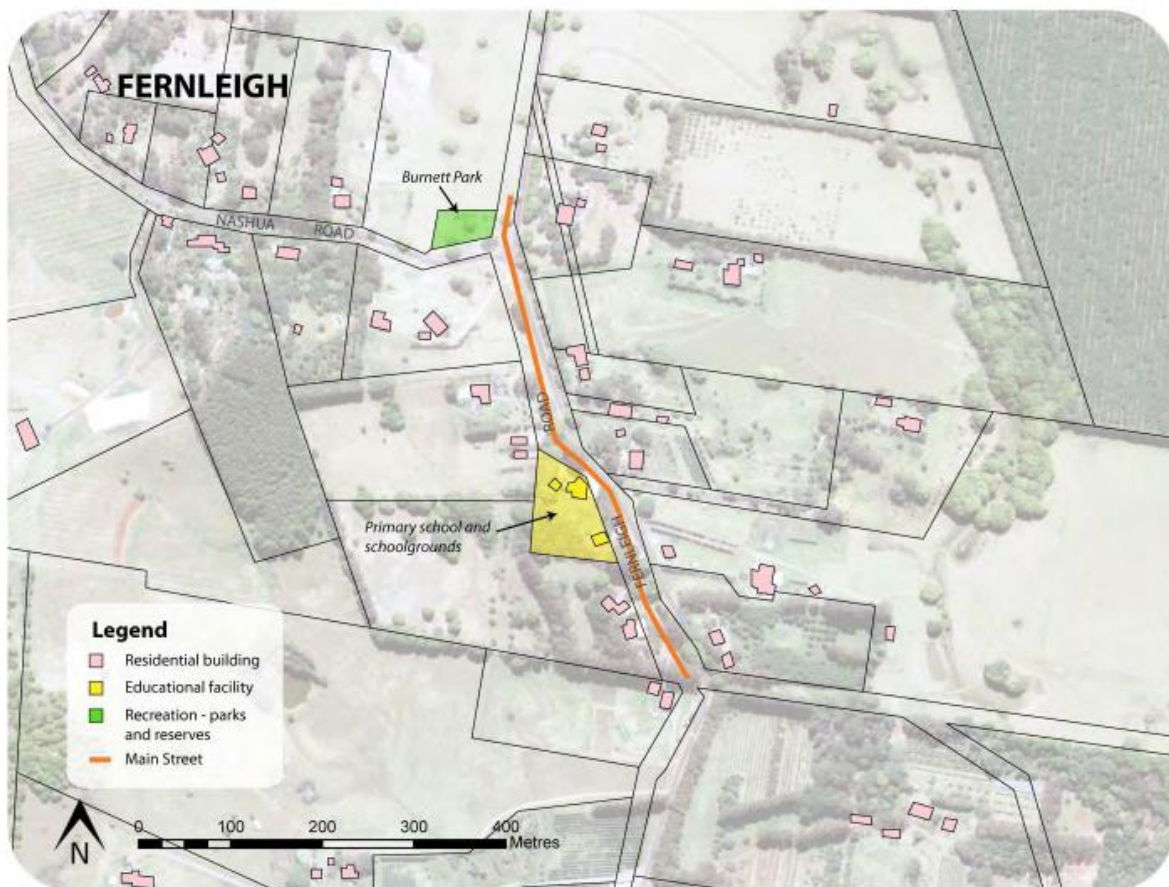 FERNLEIGH
Burnett Park
NASHUA ROAD
ROAD
Primary school and
schoolgrounds
FERNLEIGH
Legend
Residential building
Educational facility
Recreation - parks
and reserves
Main Street
N
0 100 200 300 400
Metres